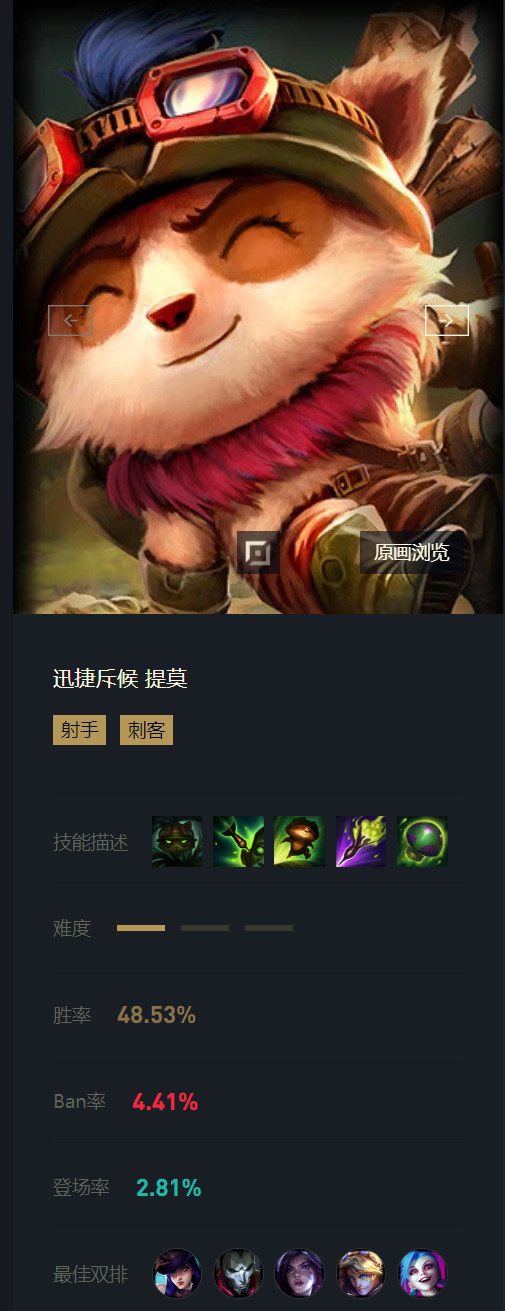 原画浏览
迅捷斥候 提莫
射手 刺客
技能描述
难度
胜率 48.53%
Ban率 4.41%
登场率 2.81%
最佳双排